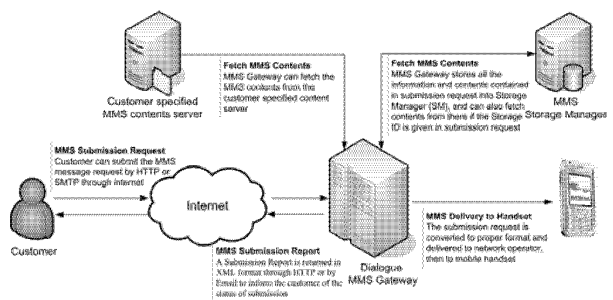 Fetch MMS Contents
MMS Gateway can fetch the
MMS contents from the
customer specified content
server
Customer specified
MMS contents server
Fetch MMS Contents
MMS Gateway stores all the
information and contents contained
in submission request into Storage
Manager (SM), and can also fetch
contents from there if the Storage
ID is given in submission request
MMS
Storage Manager
MMS Submission Request
Customer can submit the MMS
message request by HTTP or
SMTP through internet
Internet
Customer
MMS Submission Report
A Submission Report is returned in
XML format through HTTP or by
Email to inform the customer of the
status of submission
Dialogue
MMS Gateway
MMS Delivery to Handset
The submission request is
converted to proper format and
delivered to network operator,
then to mobile handset